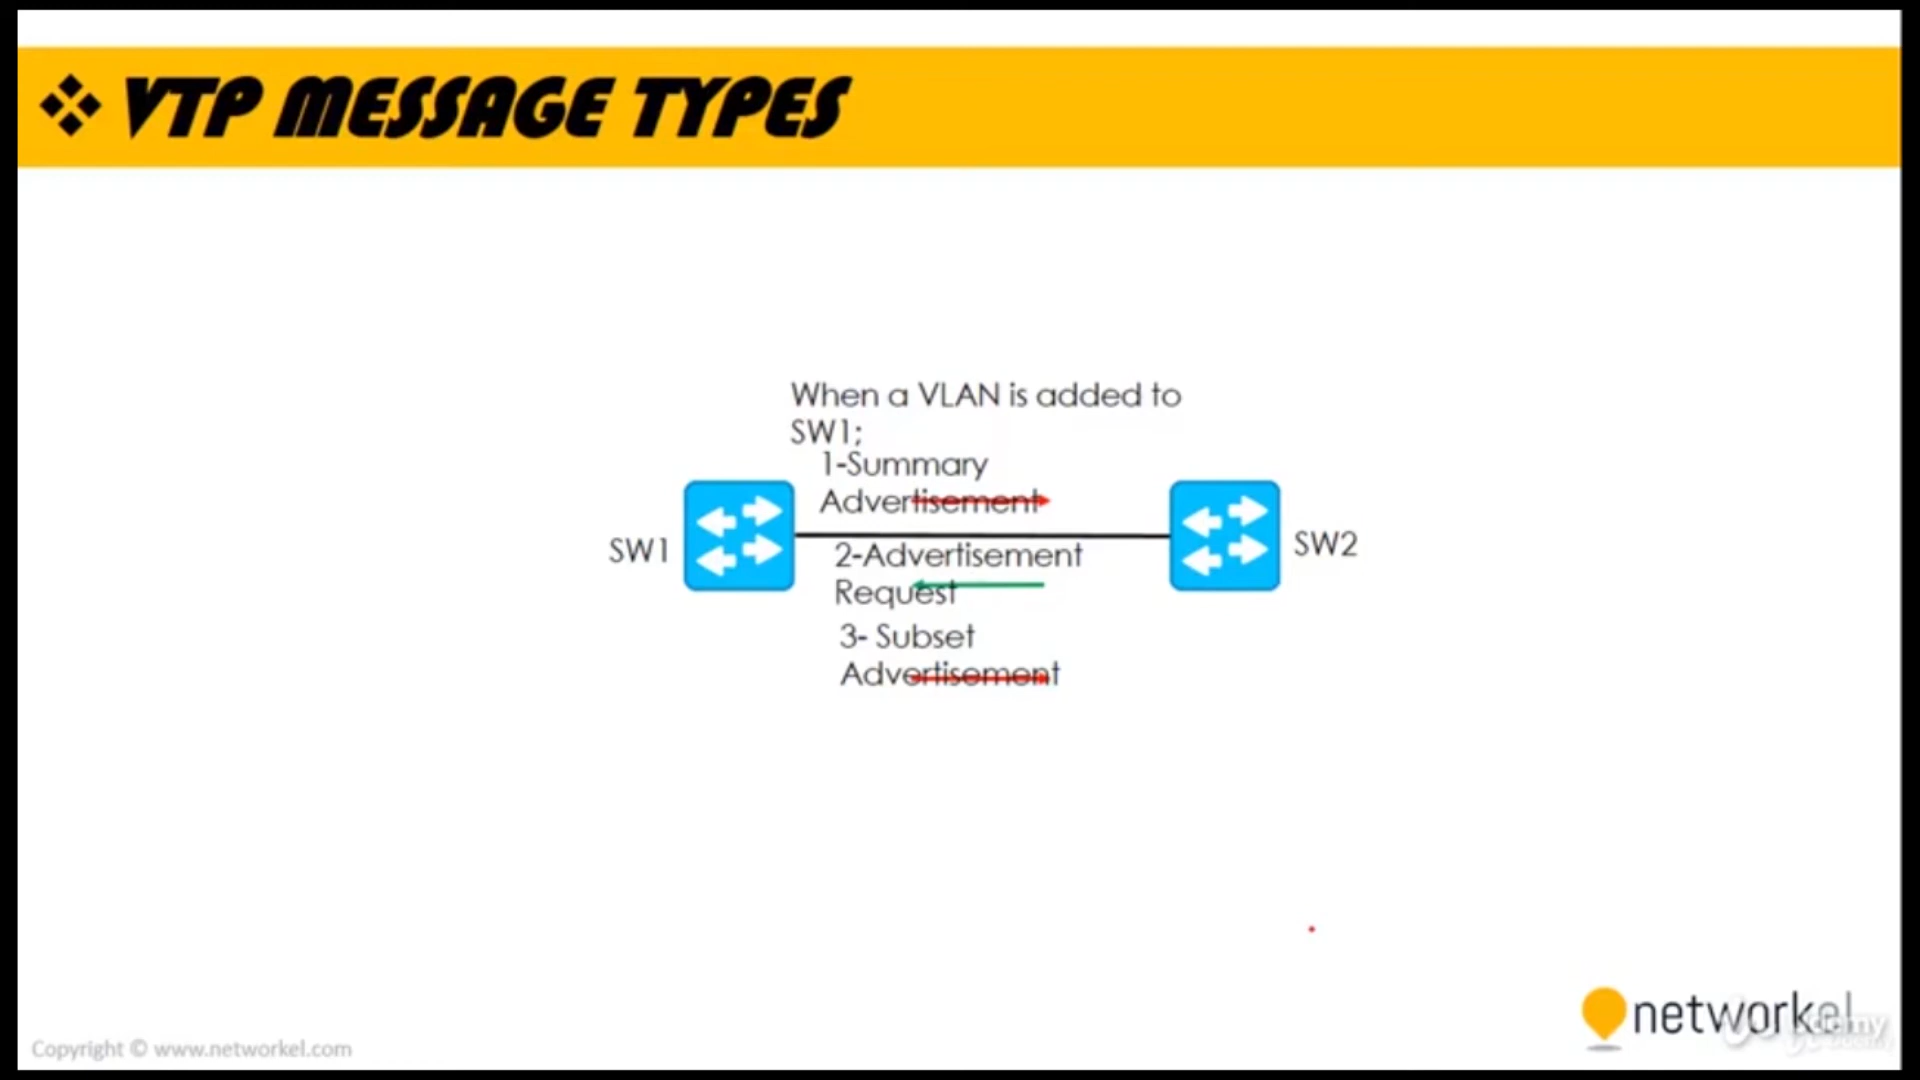 VTP MESSAGE TYPES
When a VLAN is added to
SW1;
1-Summary
Advertisement
SW1
SW2
2-Advertisement
Request
3- Subset
Advertisement
networkel
Udemy
Copyright © www.networkel.com